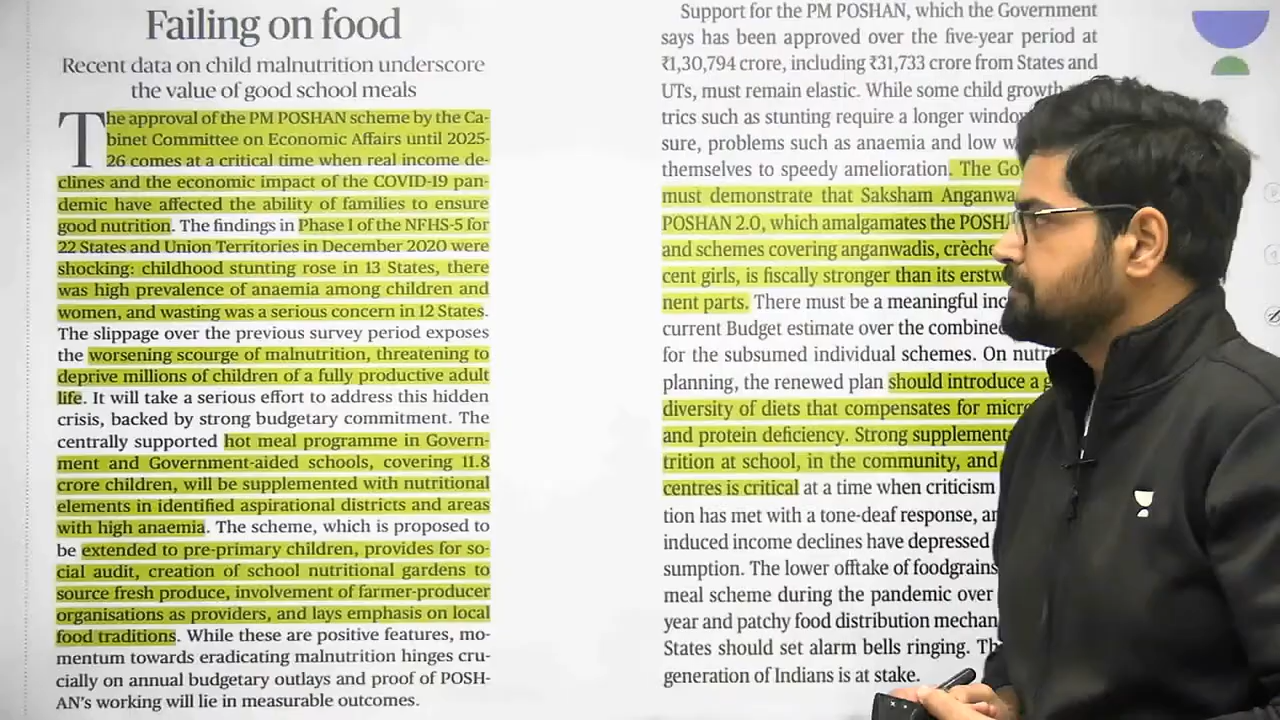 Failing on food
Recent data on child malnutrition underscore
the value of good school meals
The approval of the PM POSHAN scheme by the Ca-
binet Committee on Economic Affairs until 2025-
26 comes at a critical time when real income de-
clines and the economic impact of the COVID-19 pan-
demic have affected the ability of families to ensure
good nutrition. The findings in Phase I of the NFHS-5 for
22 States and Union Territories in December 2020 were
shocking: childhood stunting rose in 13 States, there
was high prevalence of anaemia among children and
women, and wasting was a serious concern in 12 States.
The slippage over the previous survey period exposes
the worsening scourge of malnutrition, threatening to
deprive millions of children of a fully productive adult
life. It will take a serious effort to address this hidden
crisis, backed by strong budgetary commitment. The
centrally supported hot meal programme in Govern-
ment and Government-aided schools, covering 11.8
crore children, will be supplemented with nutritional
elements in identified aspirational districts and areas
with high anaemia. The scheme, which is proposed to
be extended to pre-primary children, provides for so-
cial audit, creation of school nutritional gardens to
source fresh produce, involvement of farmer-producer
organisations as providers, and lays emphasis on local
food traditions. While these are positive features, mo-
mentum towards eradicating malnutrition hinges cru-
cially on annual budgetary outlays and proof of POSH-
AN's working will lie in measurable outcomes.
Support for the PM POSHAN, which the Government
says has been approved over the five-year period at
₹1,30,794 crore, including ₹31,733 crore from States and
UTs, must remain elastic. While some child growth
trics such as stunting require a longer window
sure, problems such as anaemia and low
themselves to speedy amelioration. The
must demonstrate that Saksham
POSHAN 2.0, which amalgamates the
and schemes covering anganwadis,
cent girls, is fiscally stronger than its
nent parts. There must be a meaningful
current Budget estimate over the combined
for the subsumed individual schemes. On
planning, the renewed plan should introduce a
diversity of diets that compensates for
and protein deficiency. Strong
trition at school, in the community, and
centres is critical at a time when criticism
tion has met with a tone-deaf response,
induced income declines have depressed
sumption. The lower offtake of foodgrains
meal scheme during the pandemic over
year and patchy food distribution
States should set alarm bells ringing.
generation of Indians is at stake.